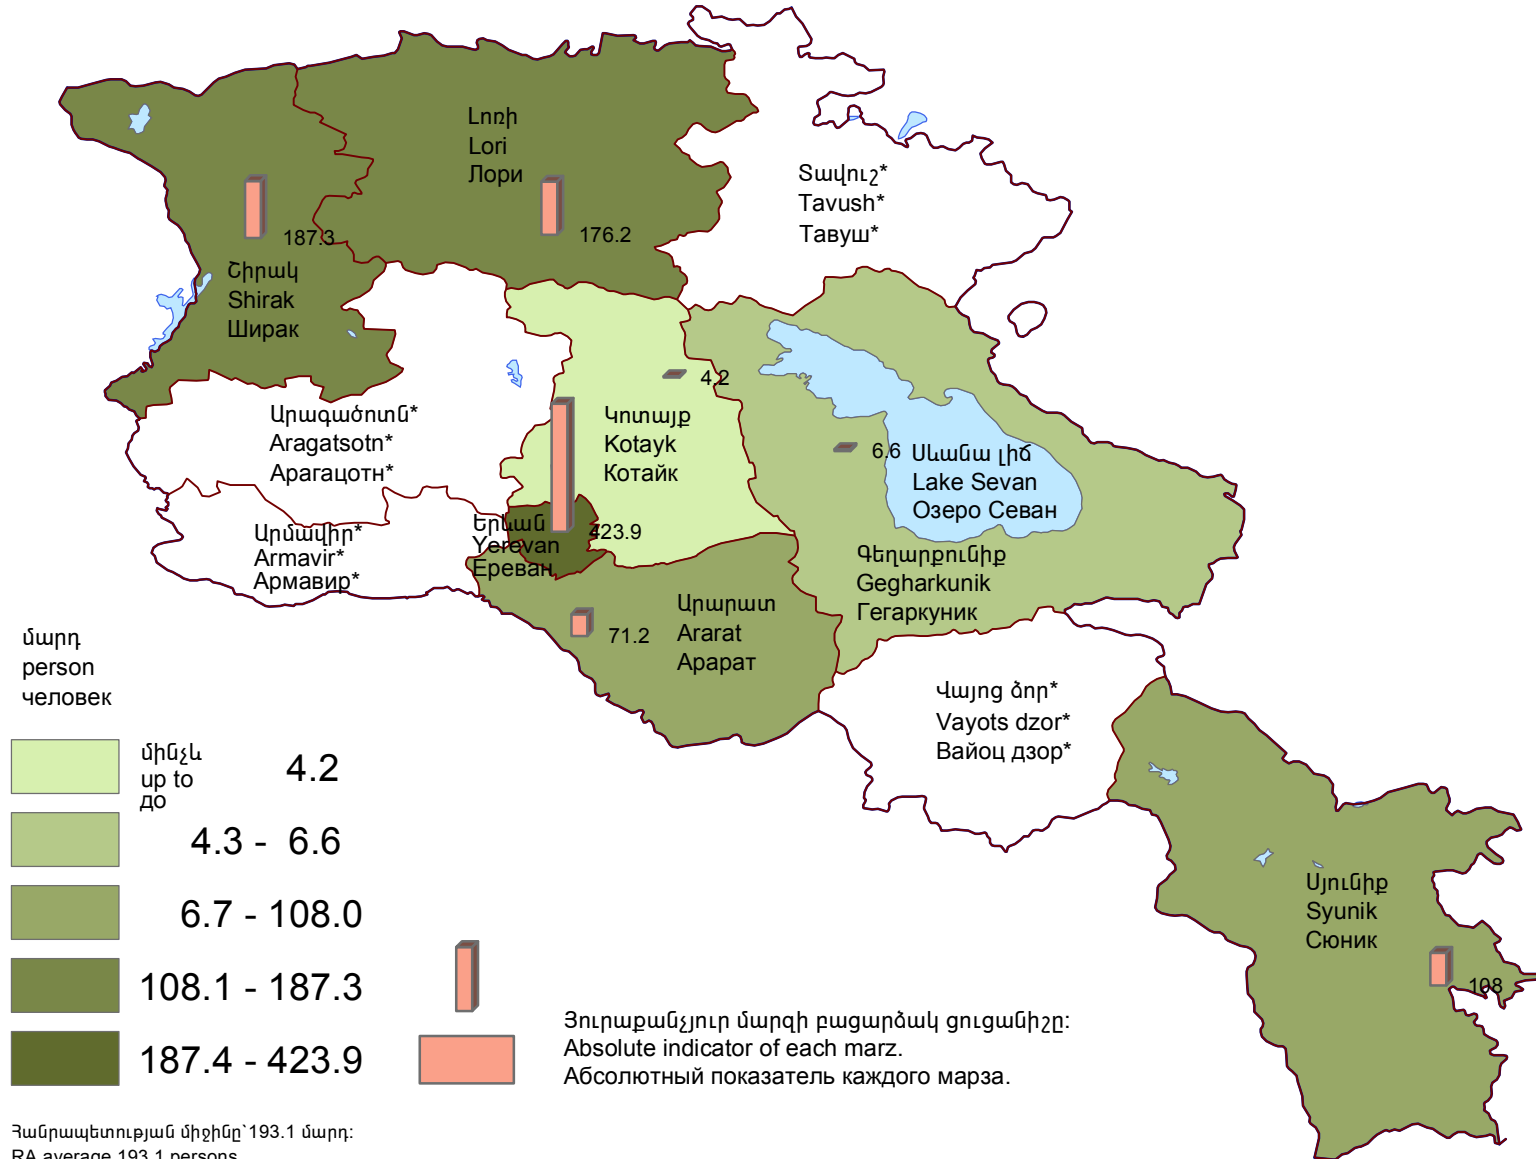 Լոռի
Lori
Лори
176.2
187.3
Շիրակ
Shirak
Ширак
Տավուշ*
Tavush*
Тавуш*
Արագածոտն*
Aragatsotn*
Арагацотн*
4.2
Կոտայք
Kotayk
Котайк
6.6
Սևանա լիճ
Lake Sevan
Озеро Севан
Գեղարքունիք
Gegharkunik
Гегаркуник
Արմավիր*
Armavir*
Армавир*
Երևան
Yerevan
Ереван
423.9
71.2
Արարատ
Ararat
Арарат
Վայոց ձոր*
Vayots dzor*
Вайоц дзор*
Սյունիք
Syunik
Сюник
108
մարդ
person
человек
մինչև
up to
до
4.2
4.3 - 6.6
6.7 - 108.0
108.1 - 187.3
187.4 - 423.9
Յուրաքանչյուր մարզի բացարձակ ցուցանիշը:
Absolute indicator of each marz.
Абсолютный показатель каждого марза.
Հանրապետության միջինը՝193.1 մարդ:
RA average 193.1 persons